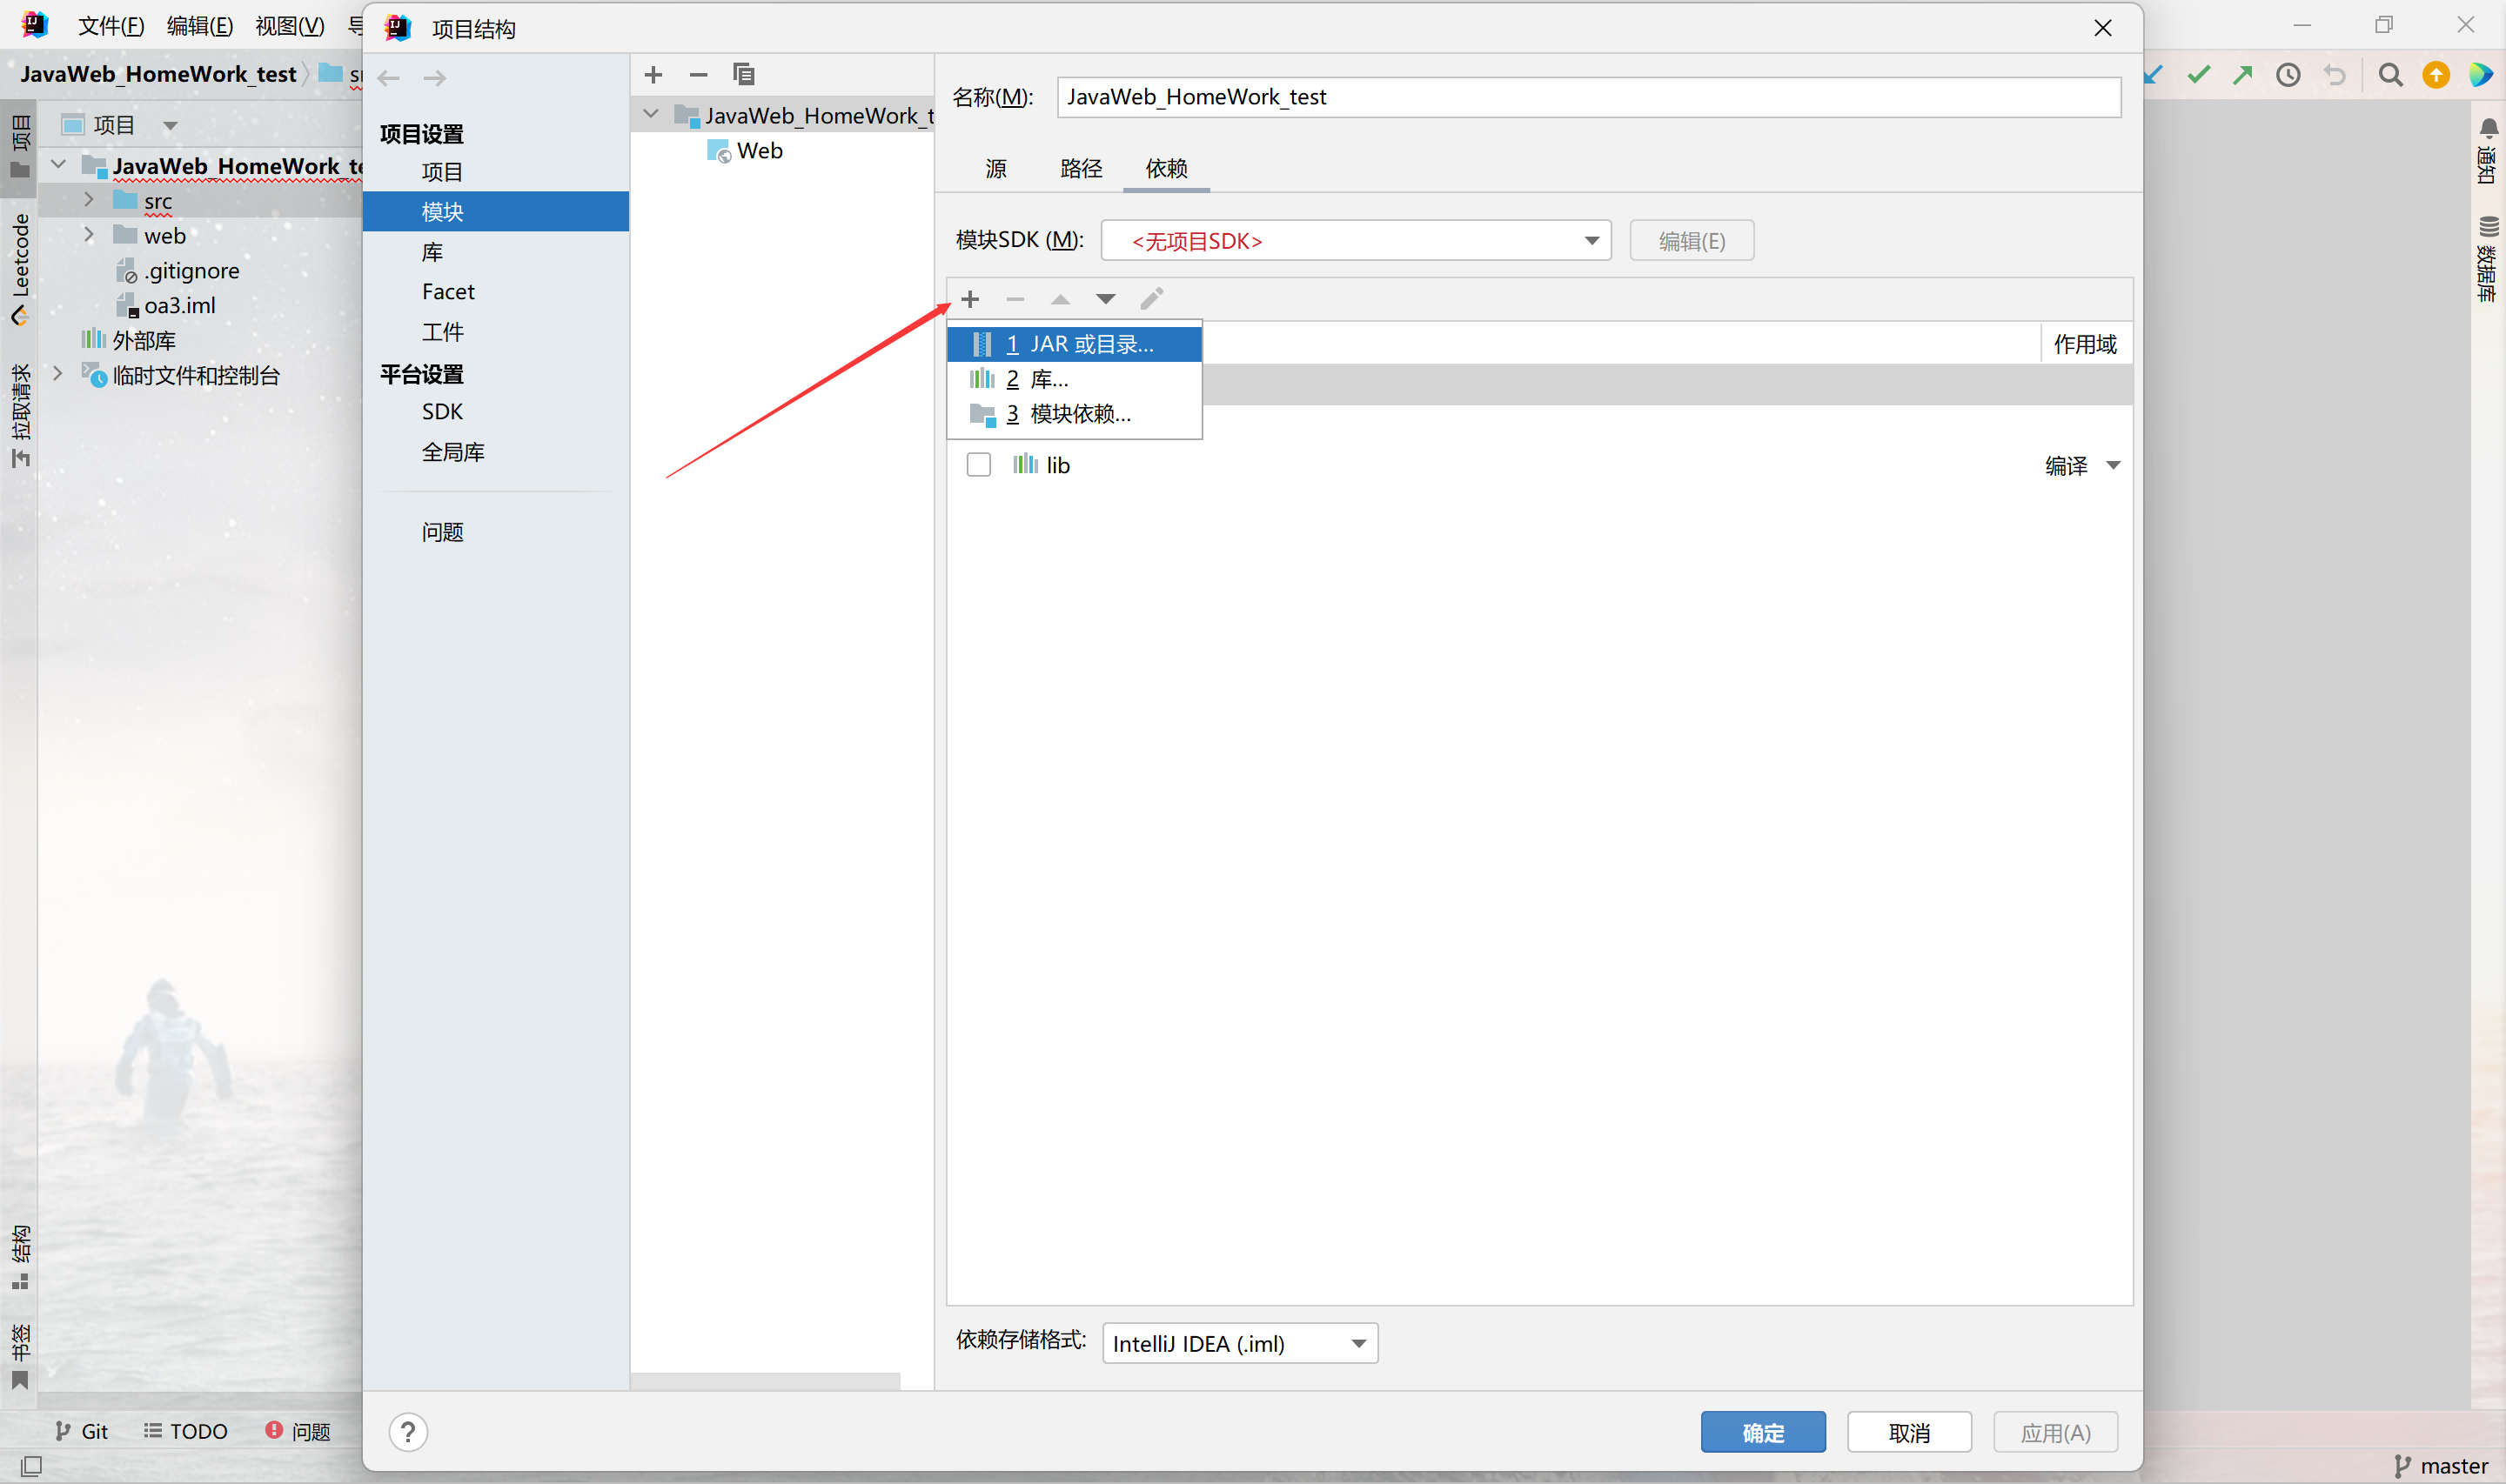 文件(F) 编辑(E) 视图(V) 导
JavaWeb_HomeWork_test
项目
JavaWeb_HomeWork_te
src
web
.gitignore
oa3.iml
外部库
临时文件和控制台
项目
Leetcode
拉取请求
结构
书签
Git TODO 问题
项目结构
项目设置
项目
模块
库
Facet
工件
平台设置
SDK
全局库
问题
JavaWeb_HomeWork_t
Web
名称(M): JavaWeb_HomeWork_test
源 路径 依赖
模块SDK (M): <无项目SDK> 编辑(E)
作用域
1 JAR 或目录...
2 库...
3 模块依赖...
lib 编译
依赖存储格式: IntelliJ IDEA (.iml)
? 确定 取消 应用(A)
通知
数据库
master